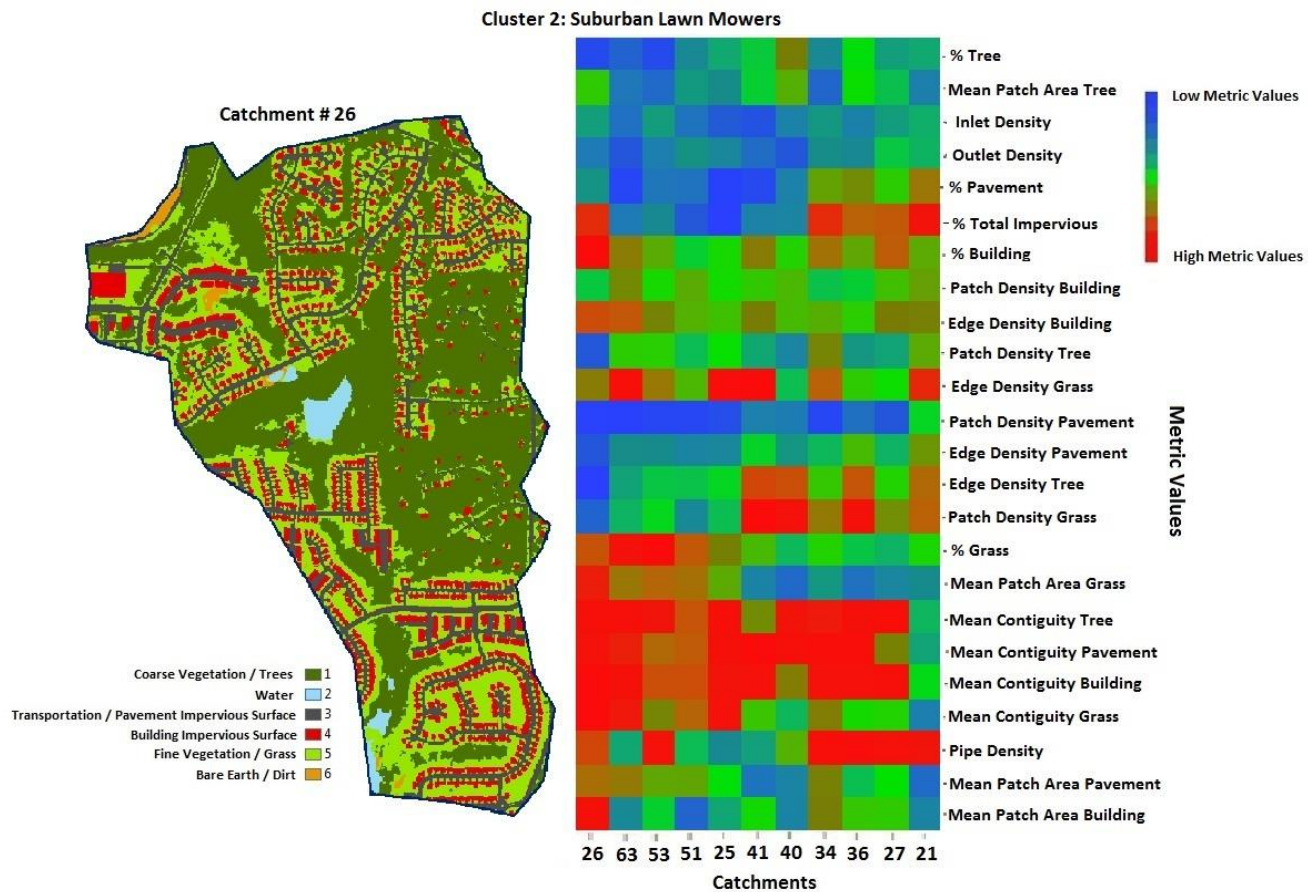 Cluster 2: Suburban Lawn Mowers
Catchment # 26
Coarse Vegetation / Trees 1
Water 2
Transportation / Pavement Impervious Surface 3
Building Impervious Surface 4
Fine Vegetation / Grass 5
Bare Earth / Dirt 6
% Tree
Mean Patch Area Tree
Inlet Density
Outlet Density
% Pavement
% Total Impervious
% Building
Patch Density Building
Edge Density Building
Patch Density Tree
Edge Density Grass
Patch Density Pavement
Edge Density Pavement
Edge Density Tree
Patch Density Grass
% Grass
Mean Patch Area Grass
Mean Contiguity Tree
Mean Contiguity Pavement
Mean Contiguity Building
Mean Contiguity Grass
Pipe Density
Mean Patch Area Pavement
Mean Patch Area Building
26 63 53 51 25 41 40 34 36 27 21
Catchments
Low Metric Values
High Metric Values
Metric Values